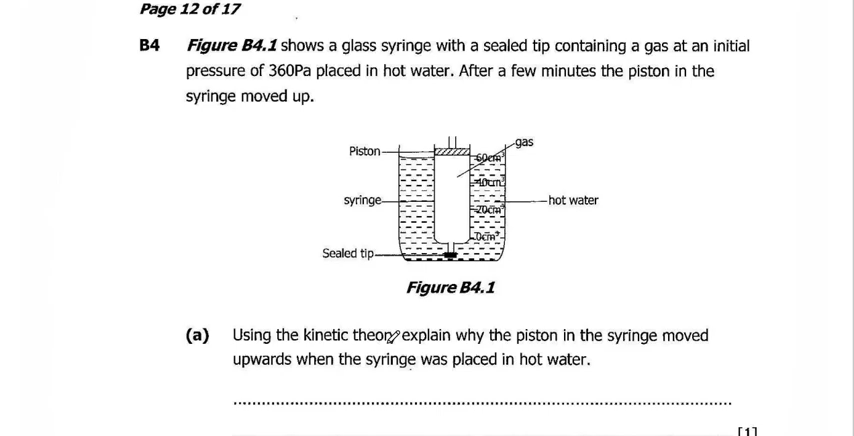 Page 12 of 17
B4 Figure B4.1 shows a glass syringe with a sealed tip containing a gas at an initial
pressure of 360Pa placed in hot water. After a few minutes the piston in the
syringe moved up.
gas
Piston
60cm³
40cm³
syringe
hot water
20cm³
0cm³
Sealed tip
Figure B4.1
(a) Using the kinetic theory explain why the piston in the syringe moved
upwards when the syringe was placed in hot water.
[1]